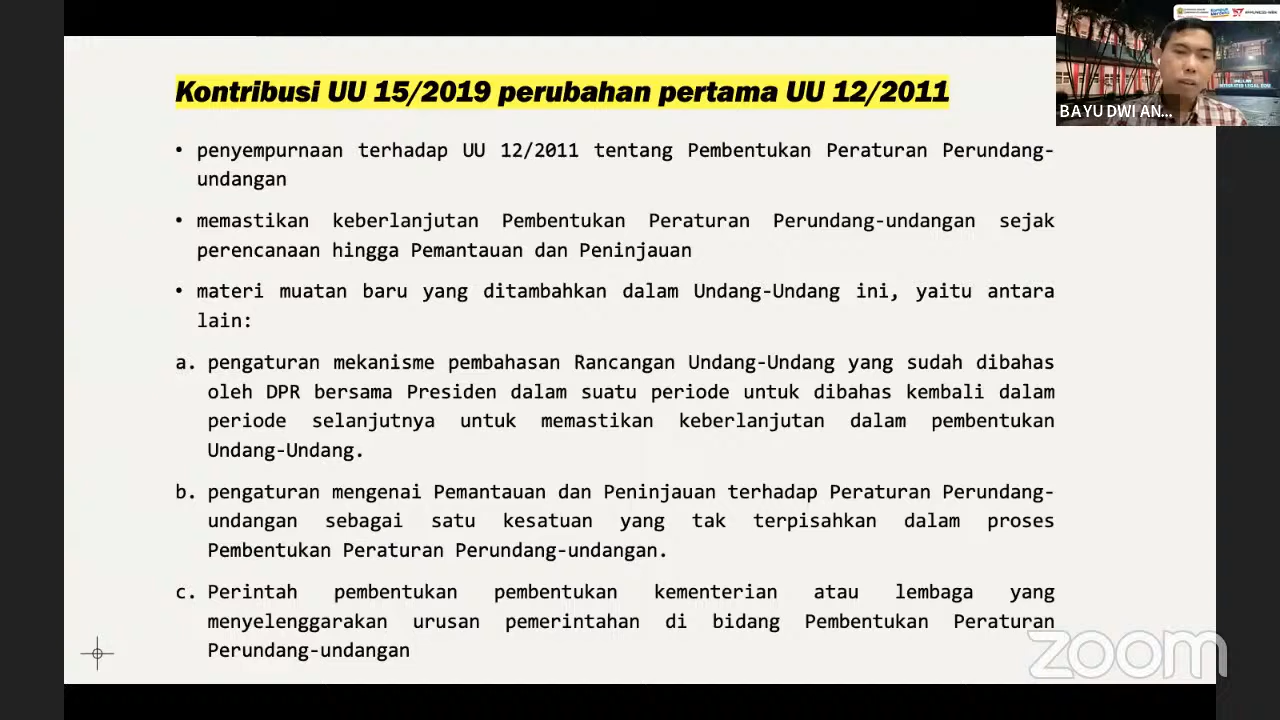 Kontribusi UU 15/2019 perubahan pertama UU 12/2011
BAYU DWI AN...
• penyempurnaan terhadap UU 12/2011 tentang Pembentukan Peraturan Perundang-
undangan
• memastikan keberlanjutan Pembentukan Peraturan Perundang-undangan sejak
perencanaan hingga Pemantauan dan Peninjauan
• materi muatan baru yang ditambahkan dalam Undang-Undang ini, yaitu antara
lain:
a. pengaturan mekanisme pembahasan Rancangan Undang-Undang yang sudah dibahas
oleh DPR bersama Presiden dalam suatu periode untuk dibahas kembali dalam
periode selanjutnya untuk memastikan keberlanjutan dalam pembentukan
Undang-Undang.
b. pengaturan mengenai Pemantauan dan Peninjauan terhadap Peraturan Perundang-
undangan sebagai satu kesatuan yang tak terpisahkan dalam proses
Pembentukan Peraturan Perundang-undangan.
c. Perintah pembentukan pembentukan kementerian atau lembaga yang
menyelenggarakan urusan pemerintahan di bidang Pembentukan Peraturan
Perundang-undangan
zoom